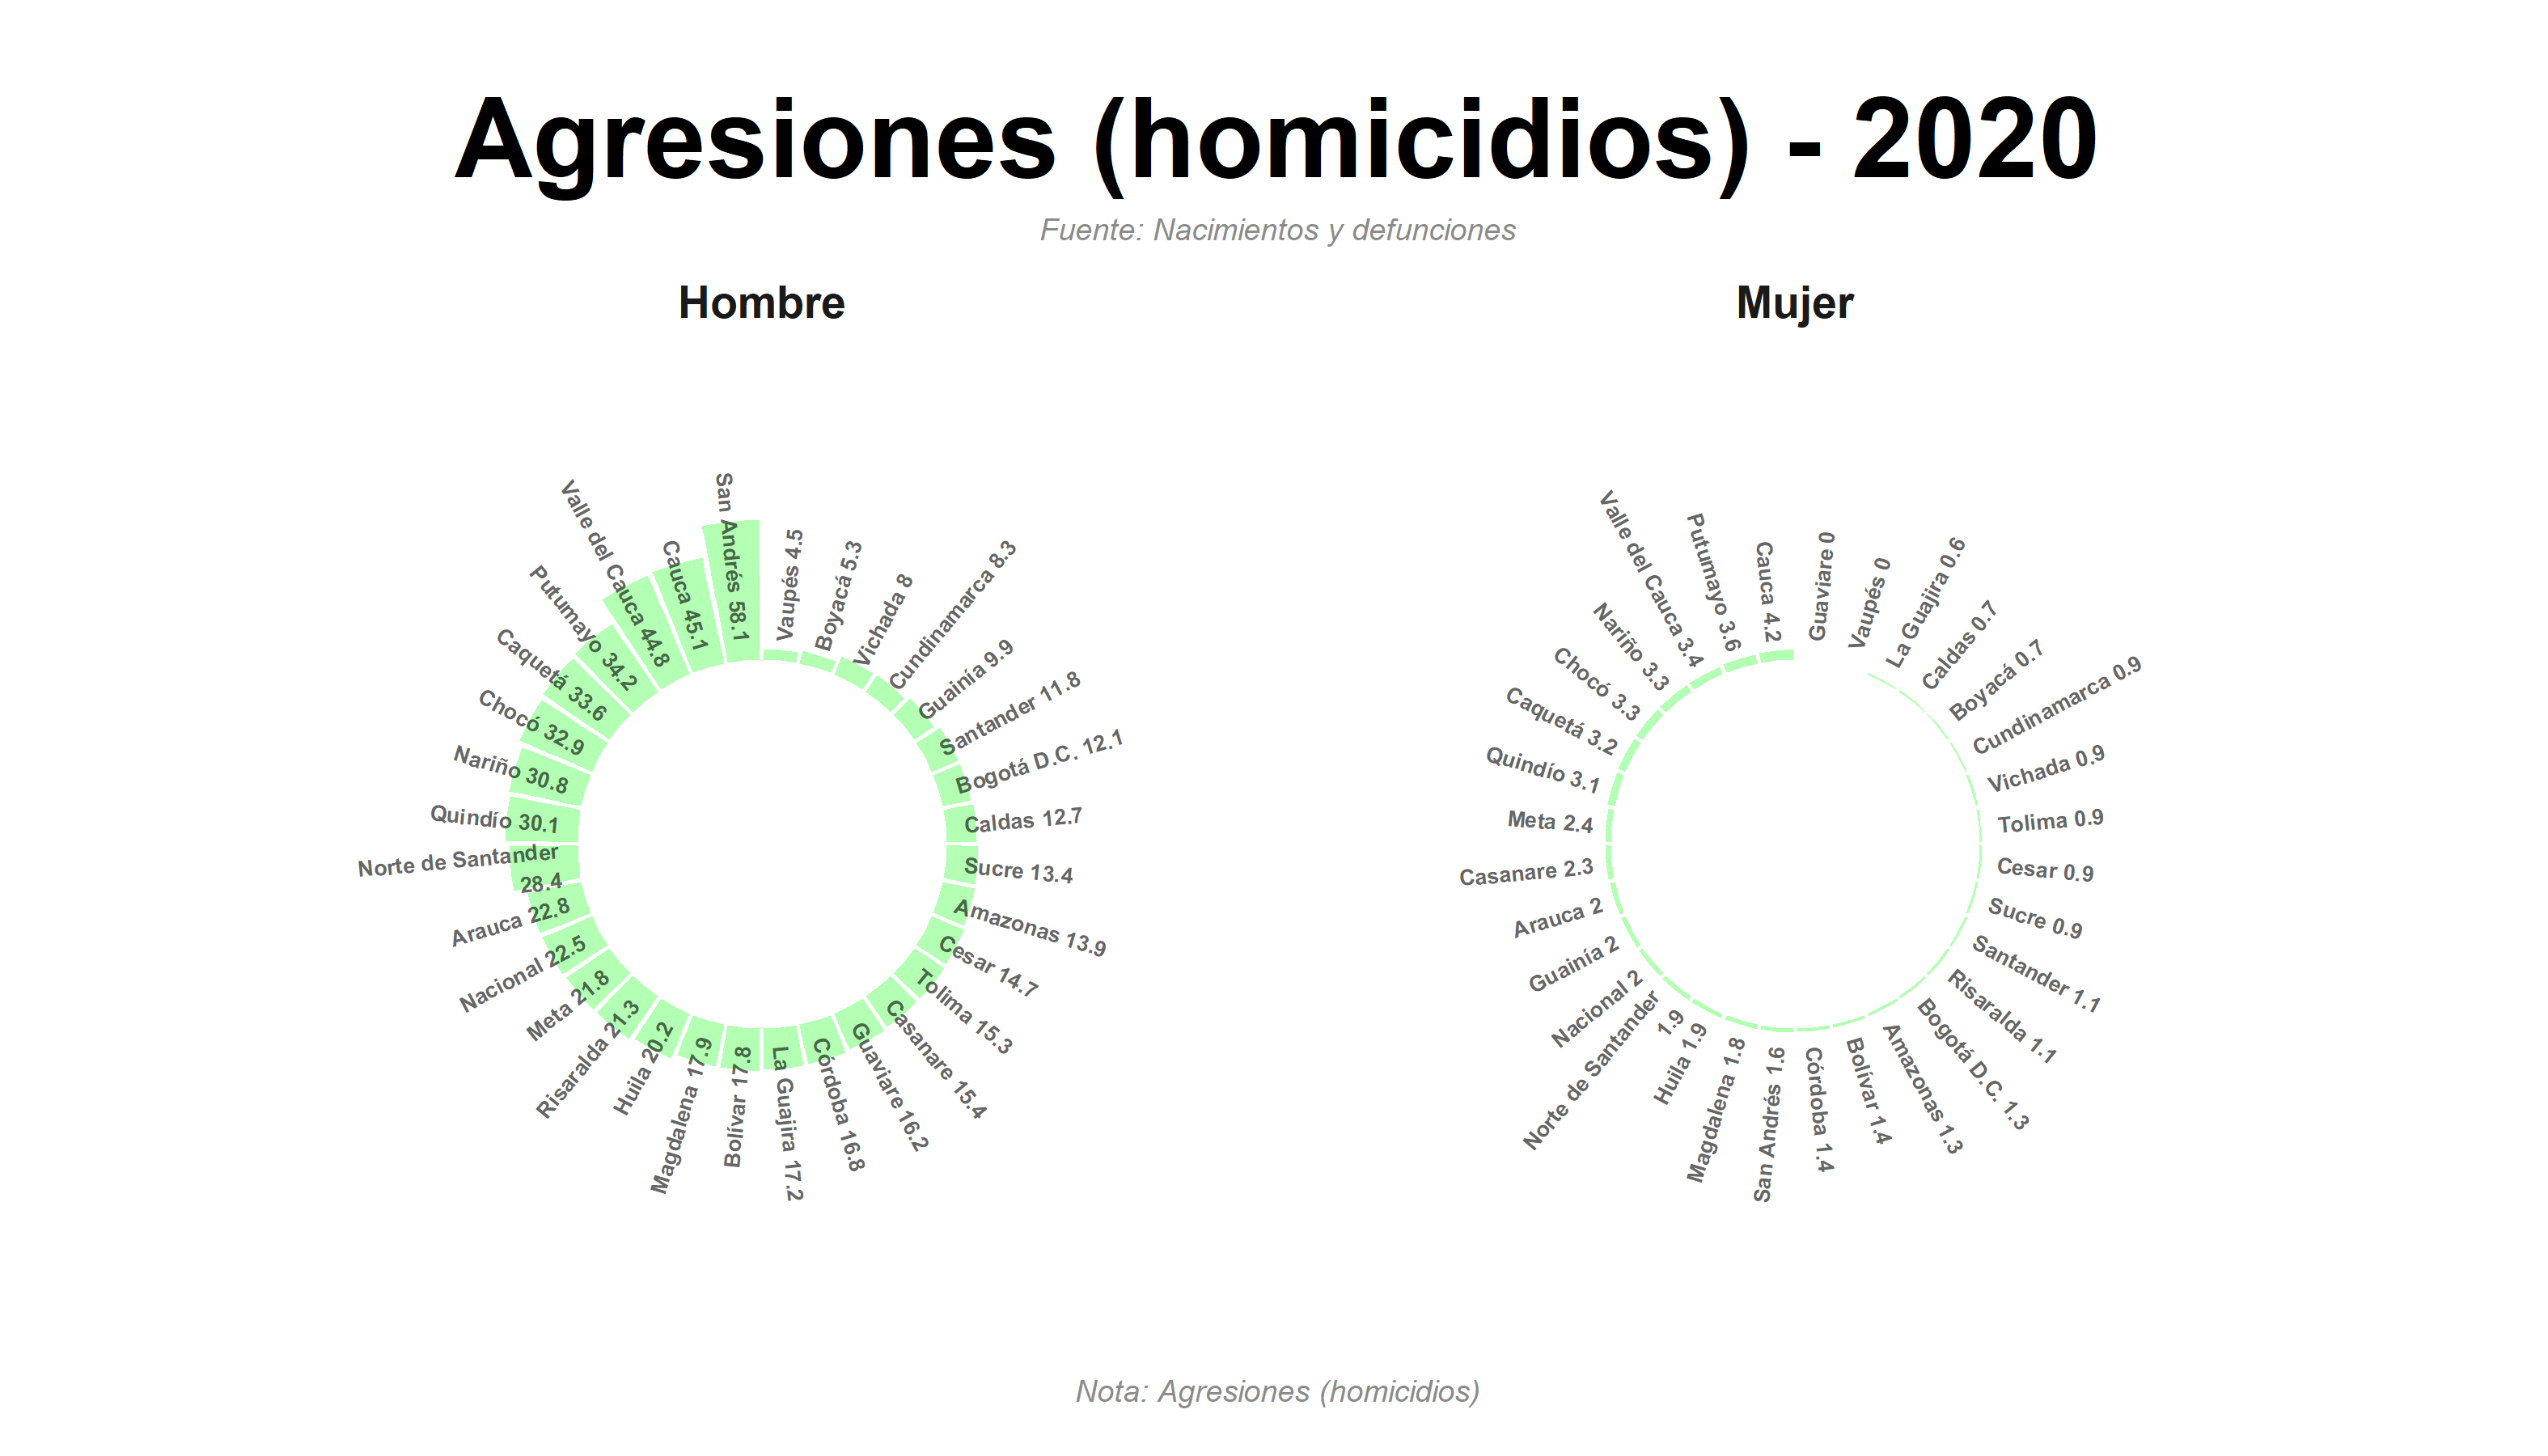 Agresiones (homicidios) - 2020
Fuente: Nacimientos y defunciones
Hombre
Vaupés 4.5
Boyacá 5.3
Vichada 8
Cundinamarca 8.3
Guainía 9.9
Santander 11.8
Bogotá D.C. 12.1
Caldas 12.7
Sucre 13.4
Amazonas 13.9
Cesar 14.7
Tolima 15.3
Casanare 15.4
Guaviare 16.2
Córdoba 16.8
La Guajira 17.2
Bolívar 17.8
Magdalena 17.9
Huila 20.2
Risaralda 21.3
Meta 21.8
Nacional 22.5
Arauca 22.8
Norte de Santander
28.4
Quindío 30.1
Nariño 30.8
Chocó 32.9
Caquetá 33.6
Putumayo 34.2
Valle del Cauca 44.8
Cauca 45.1
San Andrés 58.1
Mujer
Guaviare 0
Vaupés 0
La Guajira 0.6
Caldas 0.7
Boyacá 0.7
Cundinamarca 0.9
Vichada 0.9
Tolima 0.9
Cesar 0.9
Sucre 0.9
Santander 1.1
Risaralda 1.1
Bogotá D.C. 1.3
Amazonas 1.3
Bolívar 1.4
Córdoba 1.4
San Andrés 1.6
Magdalena 1.8
Huila 1.9
Norte de Santander
1.9
Nacional 2
Guainía 2
Arauca 2
Casanare 2.3
Meta 2.4
Quindío 3.1
Caquetá 3.2
Chocó 3.3
Nariño 3.3
Valle del Cauca 3.4
Putumayo 3.6
Cauca 4.2
Nota: Agresiones (homicidios)